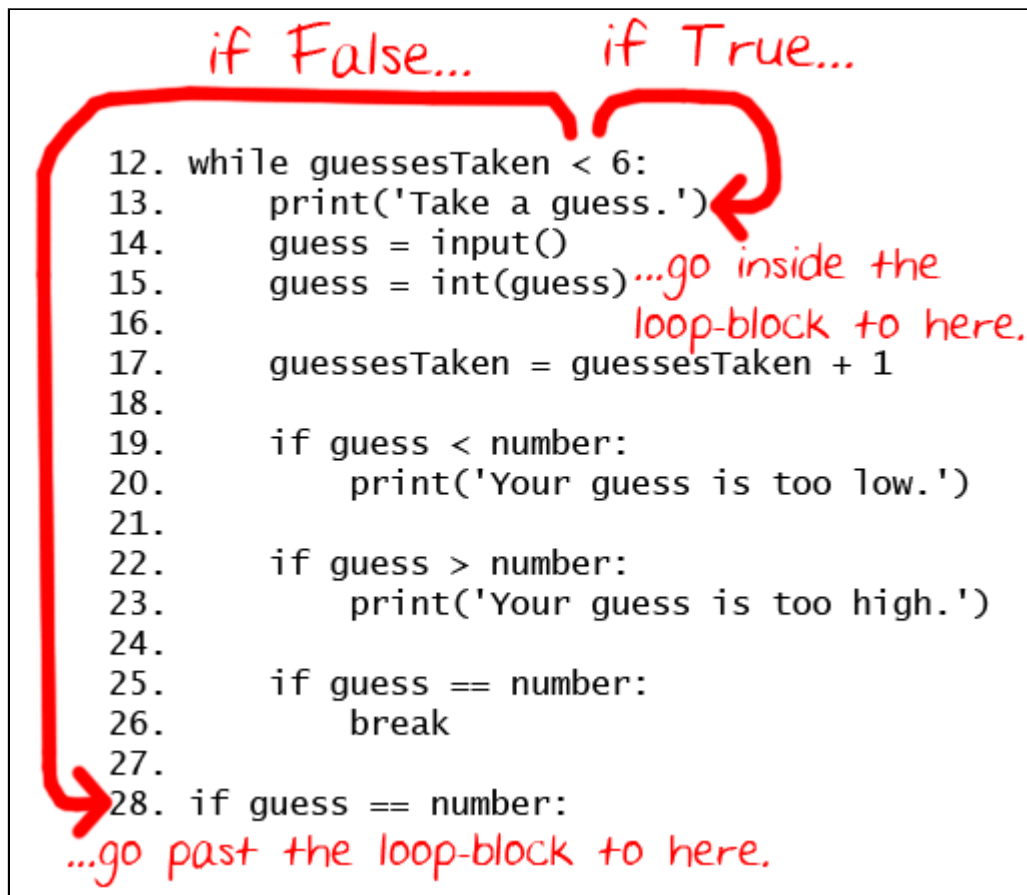 if False... if True...
12. while guessesTaken < 6:
13.     print('Take a guess.')
14.     guess = input()
15.     guess = int(guess)
...go inside the
16.
loop-block to here.
17.     guessesTaken = guessesTaken + 1
18.
19.     if guess < number:
20.         print('Your guess is too low.')
21.
22.     if guess > number:
23.         print('Your guess is too high.')
24.
25.     if guess == number:
26.         break
27.
28. if guess == number:
...go past the loop-block to here.